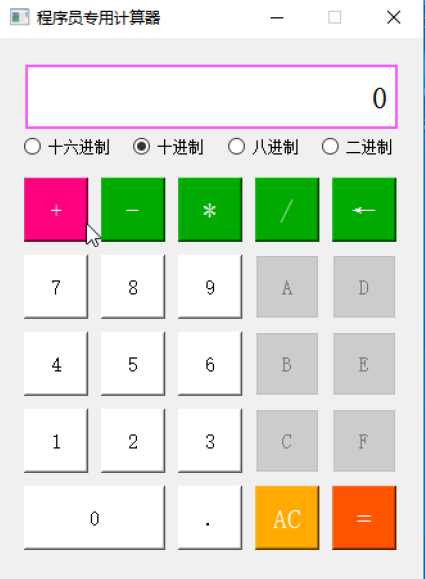 程序员专用计算器
0
十六进制 十进制 八进制 二进制
+ − * / ←
7 8 9 A D
4 5 6 B E
1 2 3 C F
0 . AC =